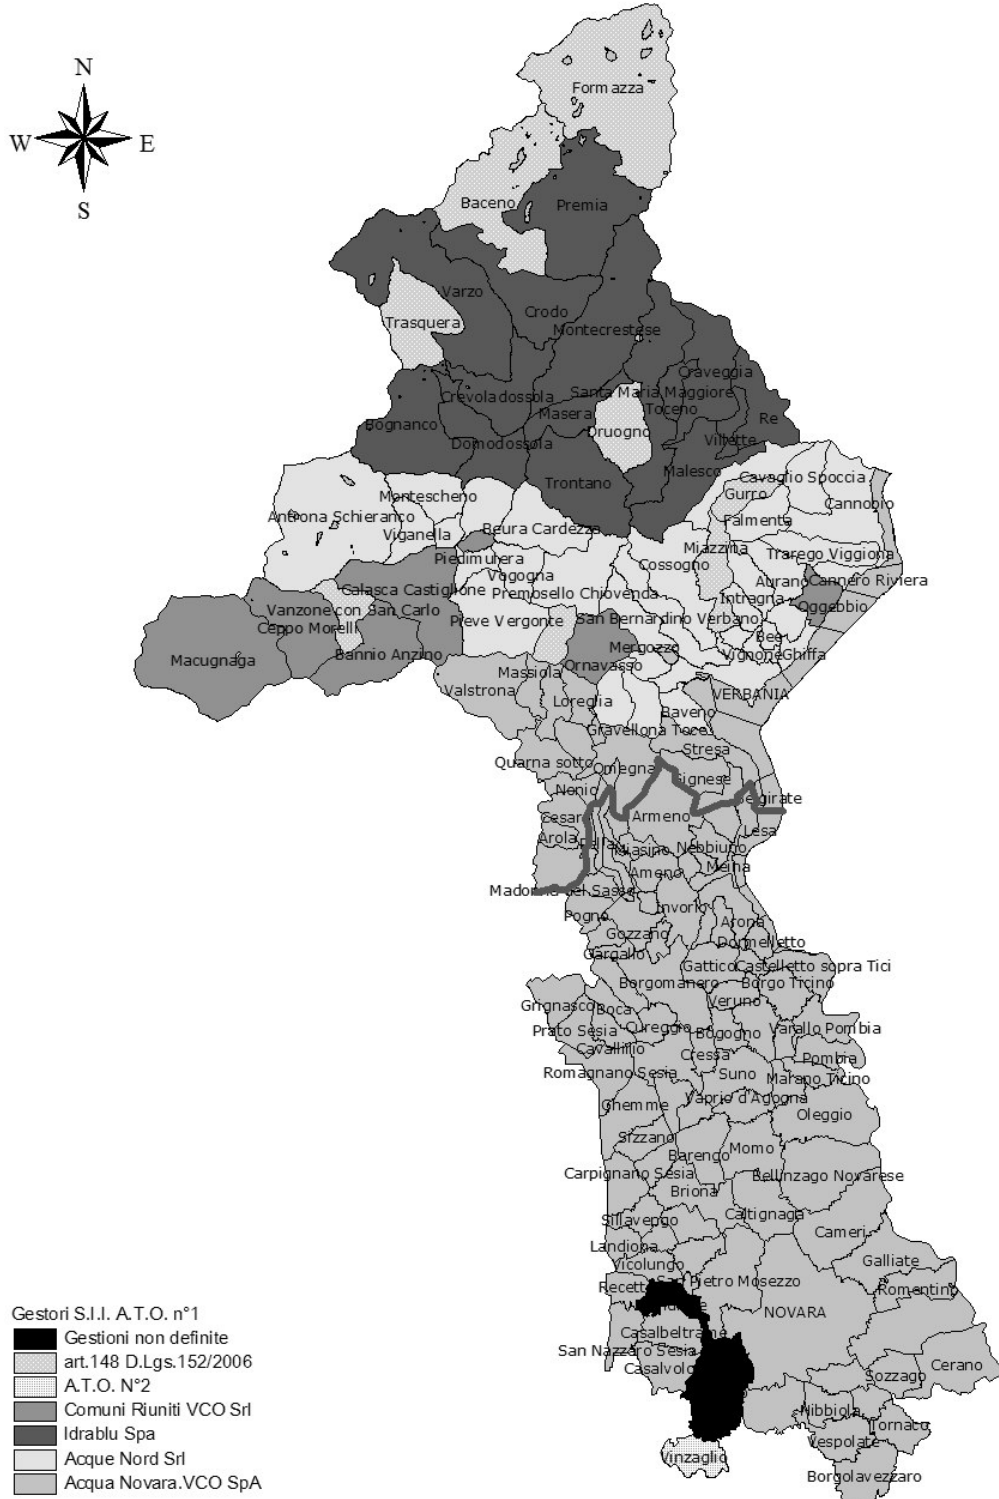 N
W
E
S
Formazza
Baceno
Premia
Varzo
Crodo
Trasquera
Montecrestese
Craveggia
Santa Maria Maggiore
Crevoladossola
Toceno
Masera
Re
Bognanco
Druogno
Domodossola
Villette
Malesco
Trontano
Cavaglio Spoccia
Montescheno
Gurro
Cannobio
Antrona Schieranco
Falmenta
Beura Cardezza
Viganella
Miazzina
Trarego Viggiona
Piedimulera
Cossogno
Vogogna
Aurano
Cannero Riviera
Calasca Castiglione
Premosello Chiovenda
Intragna
Oggebbio
Vanzone con San Carlo
Pieve Vergonte
San Bernardino Verbano
Ceppo Morelli
Bee
Mergozzo
Bannio Anzino
Vignone
Ghiffa
Macugnaga
Ornavasso
Massiola
Valstrona
VERBANIA
Loreglia
Baveno
Gravellona Toce
Stresa
Quarna sotto
Omegna
Gignese
Nonio
Belgirate
Cesara
Armeno
Lesa
Arola
Pella
Miasino
Nebbiuno
Meina
Ameno
Madonna del Sasso
Invorio
Pogno
Arona
Gozzano
Dormelletto
Gargallo
Gattico
Castelletto sopra Tici
Borgomanero
Borgo Ticino
Veruno
Grignasco
Boca
Prato Sesia
Cureggio
Bogogno
Varallo Pombia
Cavallirio
Cressa
Pombia
Romagnano Sesia
Suno
Marano Ticino
Vaprio d'Agogna
Ghemme
Oleggio
Sizzano
Momo
Barengo
Carpignano Sesia
Bellinzago Novarese
Briona
Sillavengo
Caltignaga
Cameri
Landiona
Galliate
Vicolungo
Recetto
San Pietro Mosezzo
Romentino
NOVARA
Casalbeltrame
San Nazzaro Sesia
Casalvolo
Cerano
Sozzago
Nibbiola
Tornaco
Vespolate
Vinzaglio
Borgolavezzaro
Gestori S.I.I. A.T.O. n°1
Gestioni non definite
art.148 D.Lgs.152/2006
A.T.O. N°2
Comuni Riuniti VCO Srl
Idrablu Spa
Acque Nord Srl
Acqua Novara.VCO SpA